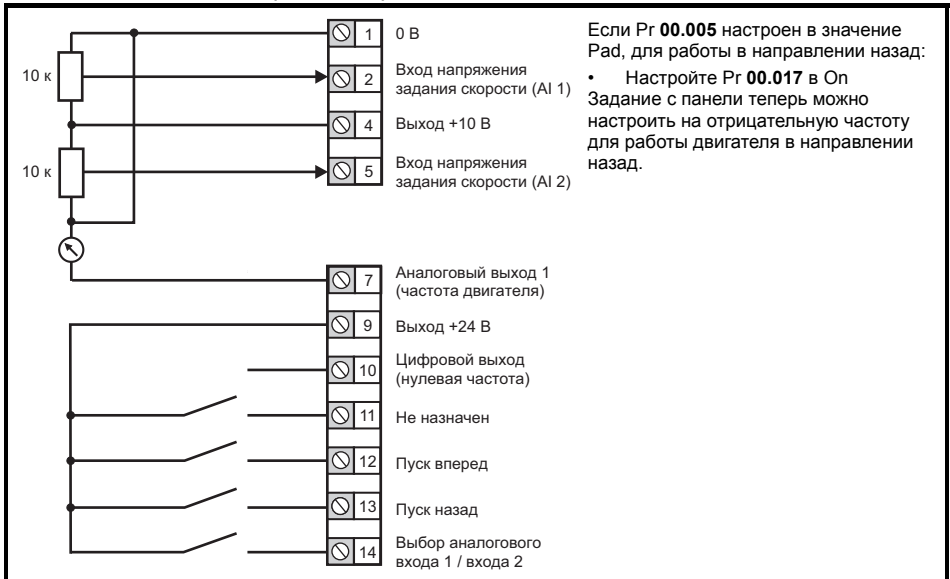 10 к
10 к
1 0 В
2 Вход напряжения
задания скорости (AI 1)
4 Выход +10 В
5 Вход напряжения
задания скорости (AI 2)
7 Аналоговый выход 1
(частота двигателя)
9 Выход +24 В
10 Цифровой выход
(нулевая частота)
11 Не назначен
12 Пуск вперед
13 Пуск назад
14 Выбор аналогового
входа 1 / входа 2
Если Pr 00.005 настроен в значение
Pad, для работы в направлении назад:
• Настройте Pr 00.017 в On
Задание с панели теперь можно
настроить на отрицательную частоту
для работы двигателя в направлении
назад.